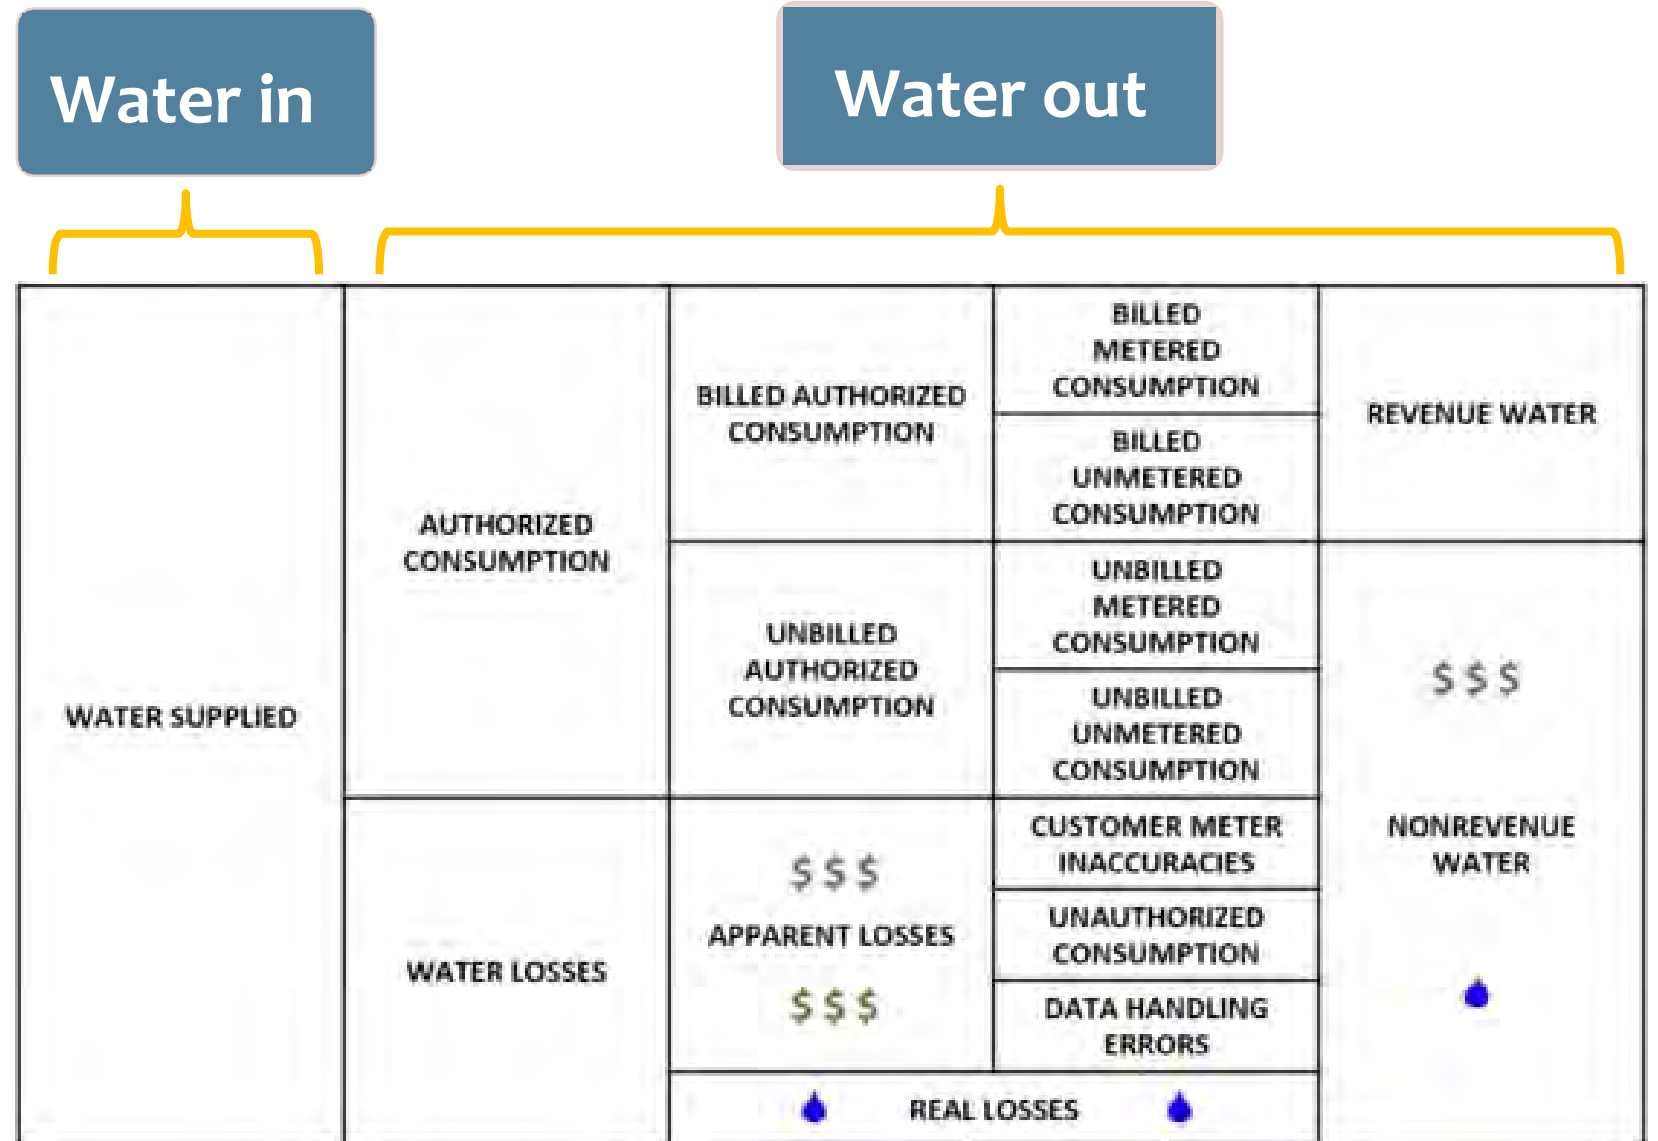 Water in
Water out
WATER SUPPLIED
AUTHORIZED
CONSUMPTION
WATER LOSSES
BILLED AUTHORIZED
CONSUMPTION
UNBILLED
AUTHORIZED
CONSUMPTION
$ $ $
APPARENT LOSSES
$ $ $
REAL LOSSES
BILLED
METERED
CONSUMPTION
BILLED
UNMETERED
CONSUMPTION
UNBILLED
METERED
CONSUMPTION
UNBILLED
UNMETERED
CONSUMPTION
CUSTOMER METER
INACCURACIES
UNAUTHORIZED
CONSUMPTION
DATA HANDLING
ERRORS
REVENUE WATER
$ $ $
NONREVENUE
WATER